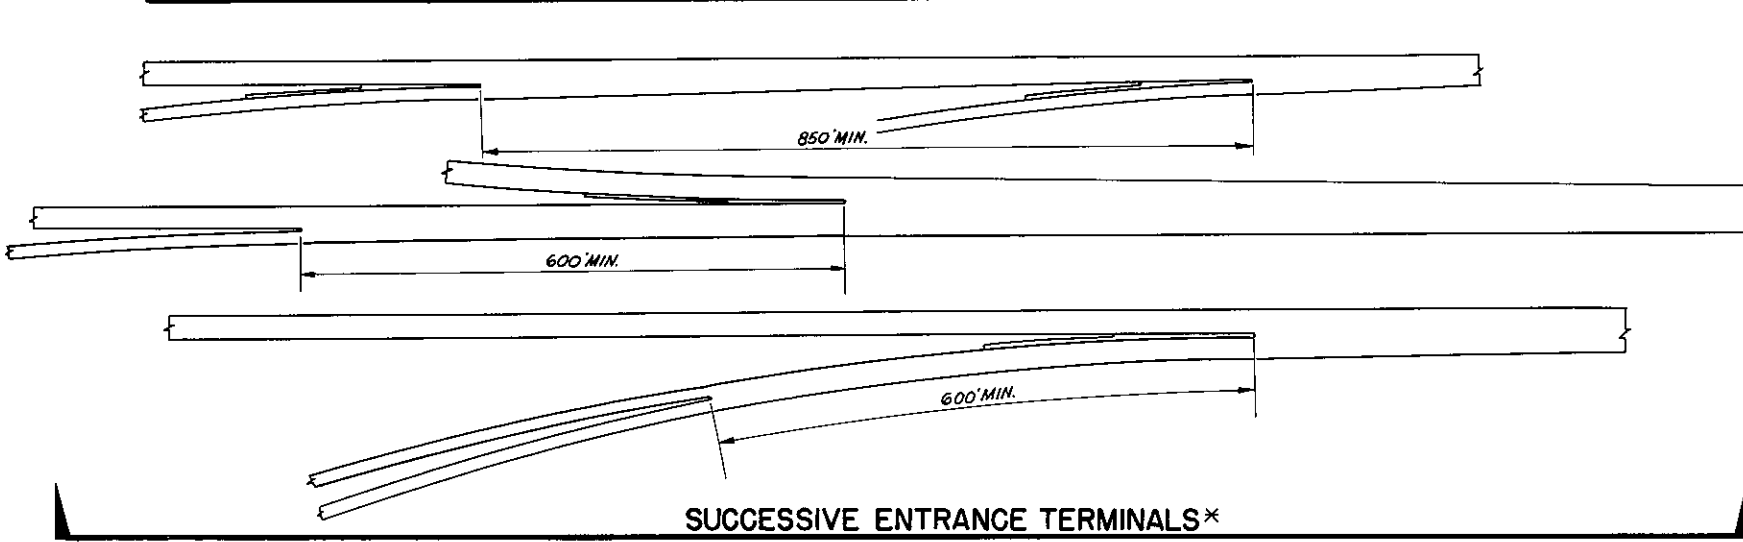 850' MIN.
600' MIN.
600' MIN.
SUCCESSIVE ENTRANCE TERMINALS*